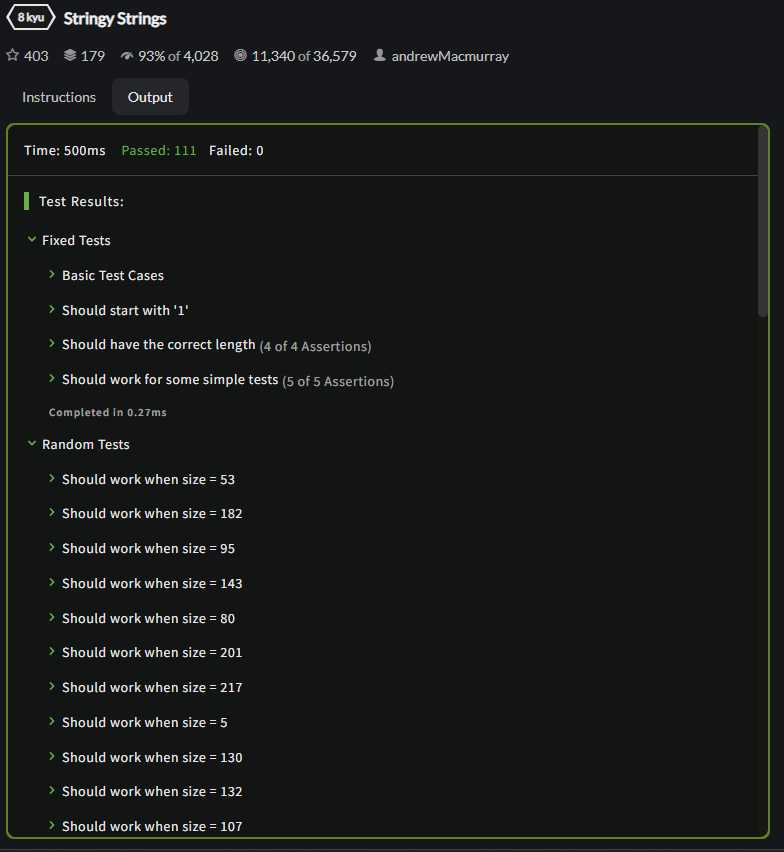 8 kyu Stringy Strings
403 179 93% of 4,028 11,340 of 36,579 andrewMacmurray
Instructions Output
Time: 500ms Passed: 111 Failed: 0
Test Results:
Fixed Tests
Basic Test Cases
Should start with '1'
Should have the correct length (4 of 4 Assertions)
Should work for some simple tests (5 of 5 Assertions)
Completed in 0.27ms
Random Tests
Should work when size = 53
Should work when size = 182
Should work when size = 95
Should work when size = 143
Should work when size = 80
Should work when size = 201
Should work when size = 217
Should work when size = 5
Should work when size = 130
Should work when size = 132
Should work when size = 107